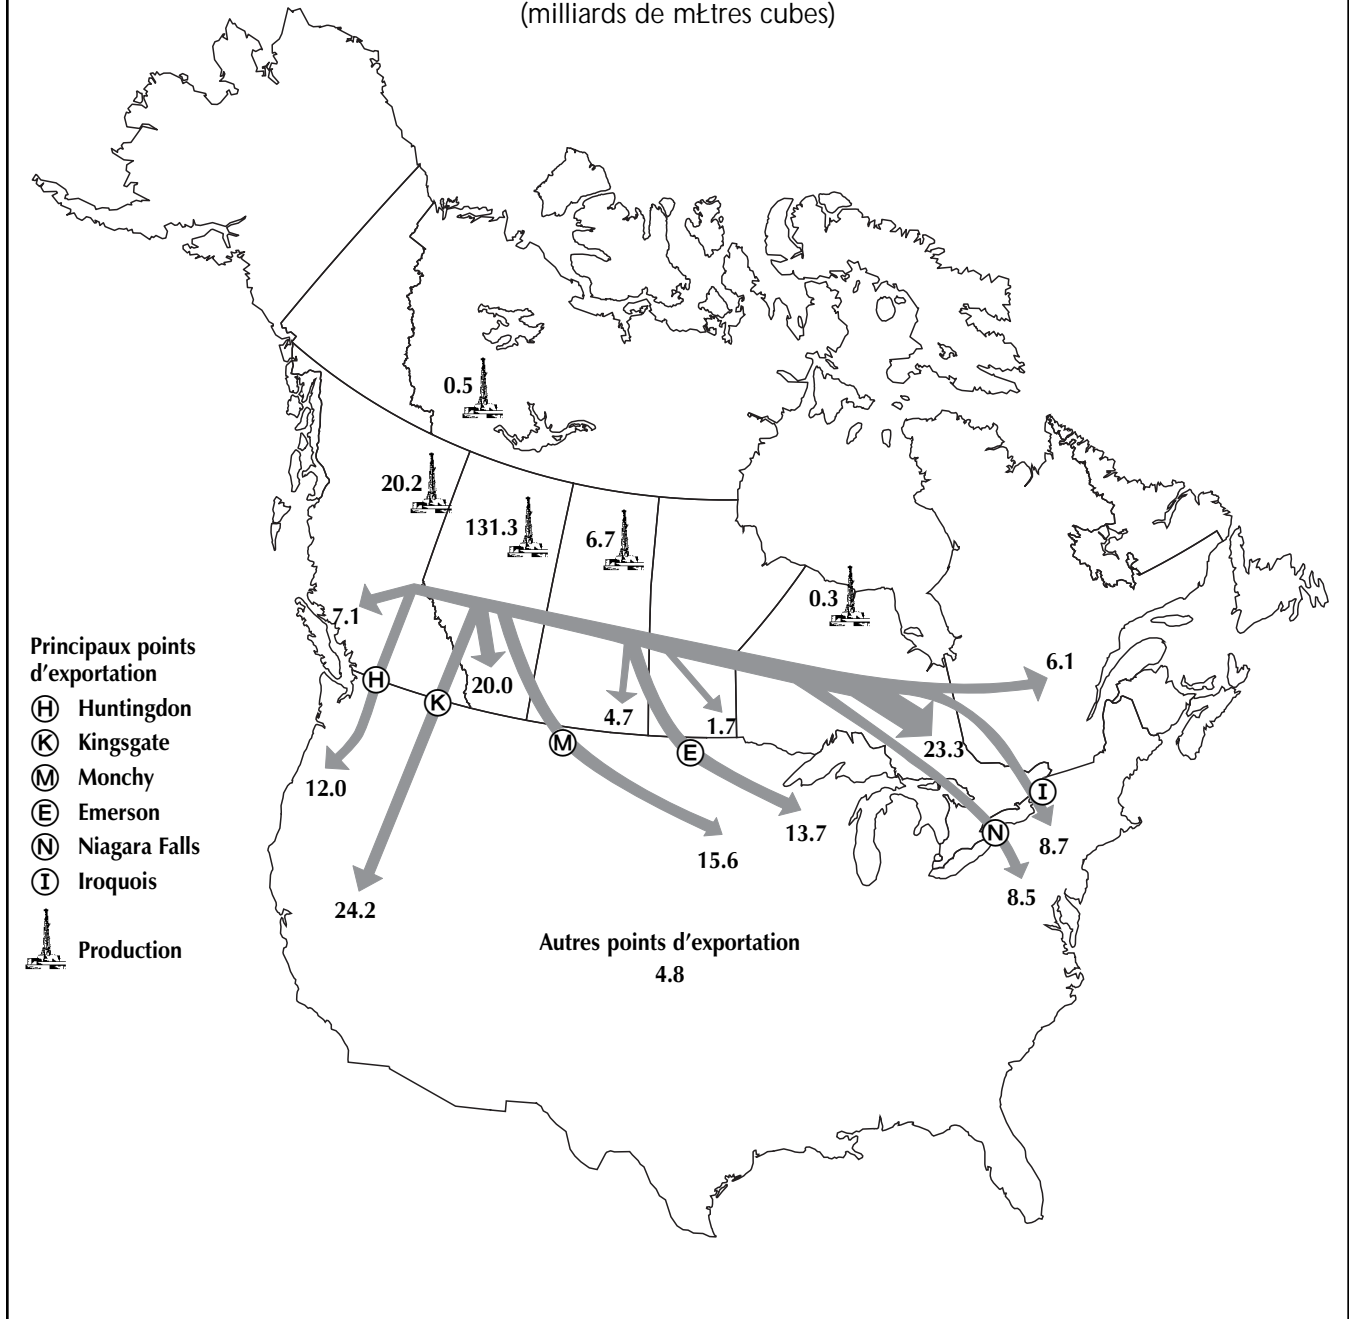 (milliards de mŁtres cubes)
0.5
20.2
131.3
6.7
0.3
7.1
6.1
Principaux points
d'exportation
H Huntingdon
K Kingsgate
M Monchy
E Emerson
N Niagara Falls
I Iroquois
Production
H
K
20.0
4.7
1.7
23.3
M
E
I
N
12.0
13.7
8.7
15.6
8.5
24.2
Autres points d'exportation
4.8